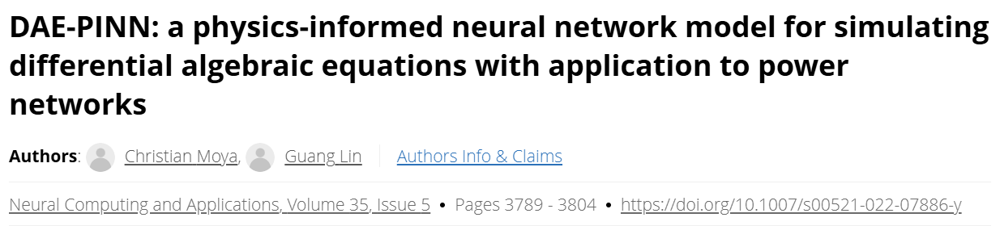 DAE-PINN: a physics-informed neural network model for simulating
differential algebraic equations with application to power
networks
Authors: Christian Moya, Guang Lin Authors Info & Claims
Neural Computing and Applications, Volume 35, Issue 5 • Pages 3789 - 3804 • https://doi.org/10.1007/s00521-022-07886-y